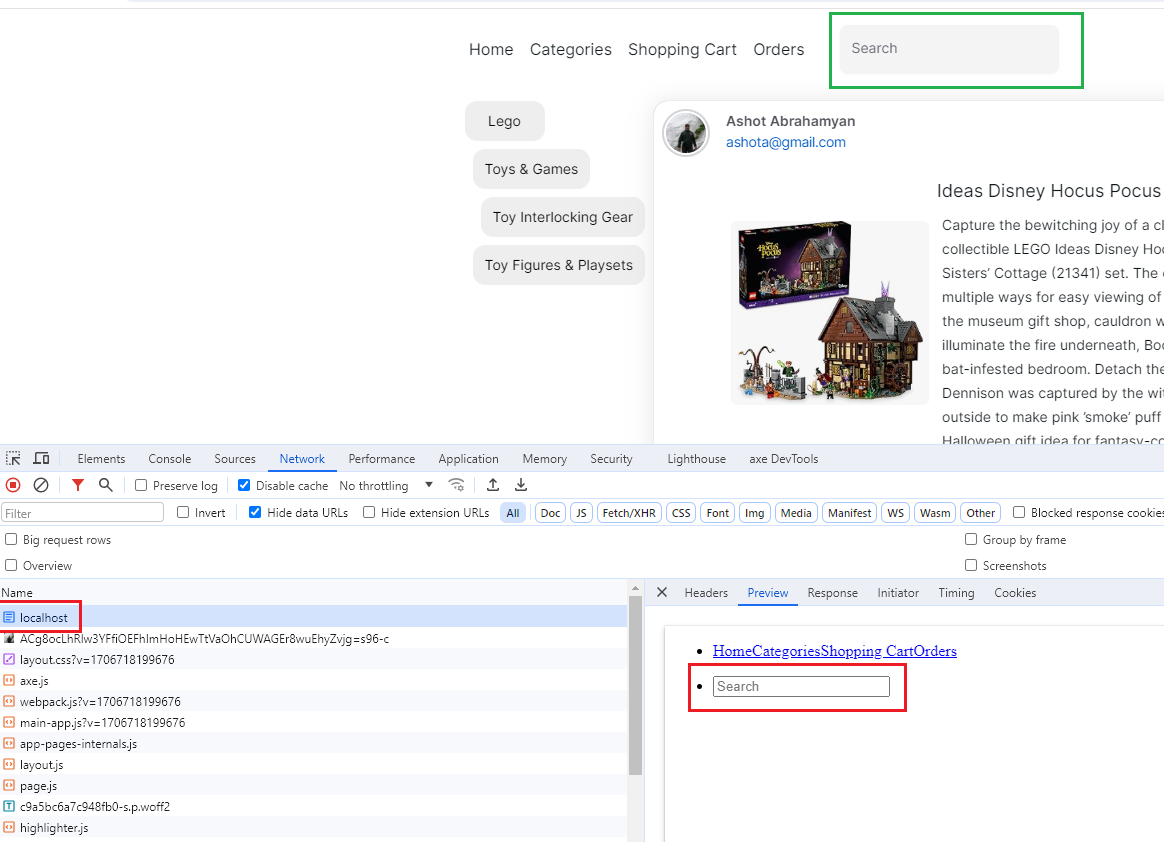 Home Categories Shopping Cart Orders Search
Lego
Toys & Games
Toy Interlocking Gear
Toy Figures & Playsets
Ashot Abrahamyan
ashota@gmail.com
Ideas Disney Hocus Pocus
HOCUS POCUS
Capture the bewitching joy of a cl
collectible LEGO Ideas Disney Hoc
Sisters’ Cottage (21341) set. The c
multiple ways for easy viewing of
the museum gift shop, cauldron w
illuminate the fire underneath, Boo
bat-infested bedroom. Detach the
Dennison was captured by the wit
outside to make pink ‘smoke’ puff
Halloween gift idea for fantasy-co
Elements Console Sources Network Performance Application Memory Security Lighthouse axe DevTools
Preserve log Disable cache No throttling
Filter Invert Hide data URLs Hide extension URLs All Doc JS Fetch/XHR CSS Font Img Media Manifest WS Wasm Other Blocked response cookies
Big request rows Group by frame
Overview Screenshots
Name
localhost
layout.css?v=1706718199676
axe.js
webpack.js?v=1706718199676
main-app.js?v=1706718199676
app-pages-internals.js
layout.js
page.js
c9a5bc6a7c948fb0-s.p.woff2
highlighter.js
Headers Preview Response Initiator Timing Cookies
HomeCategoriesShopping CartOrders
Search